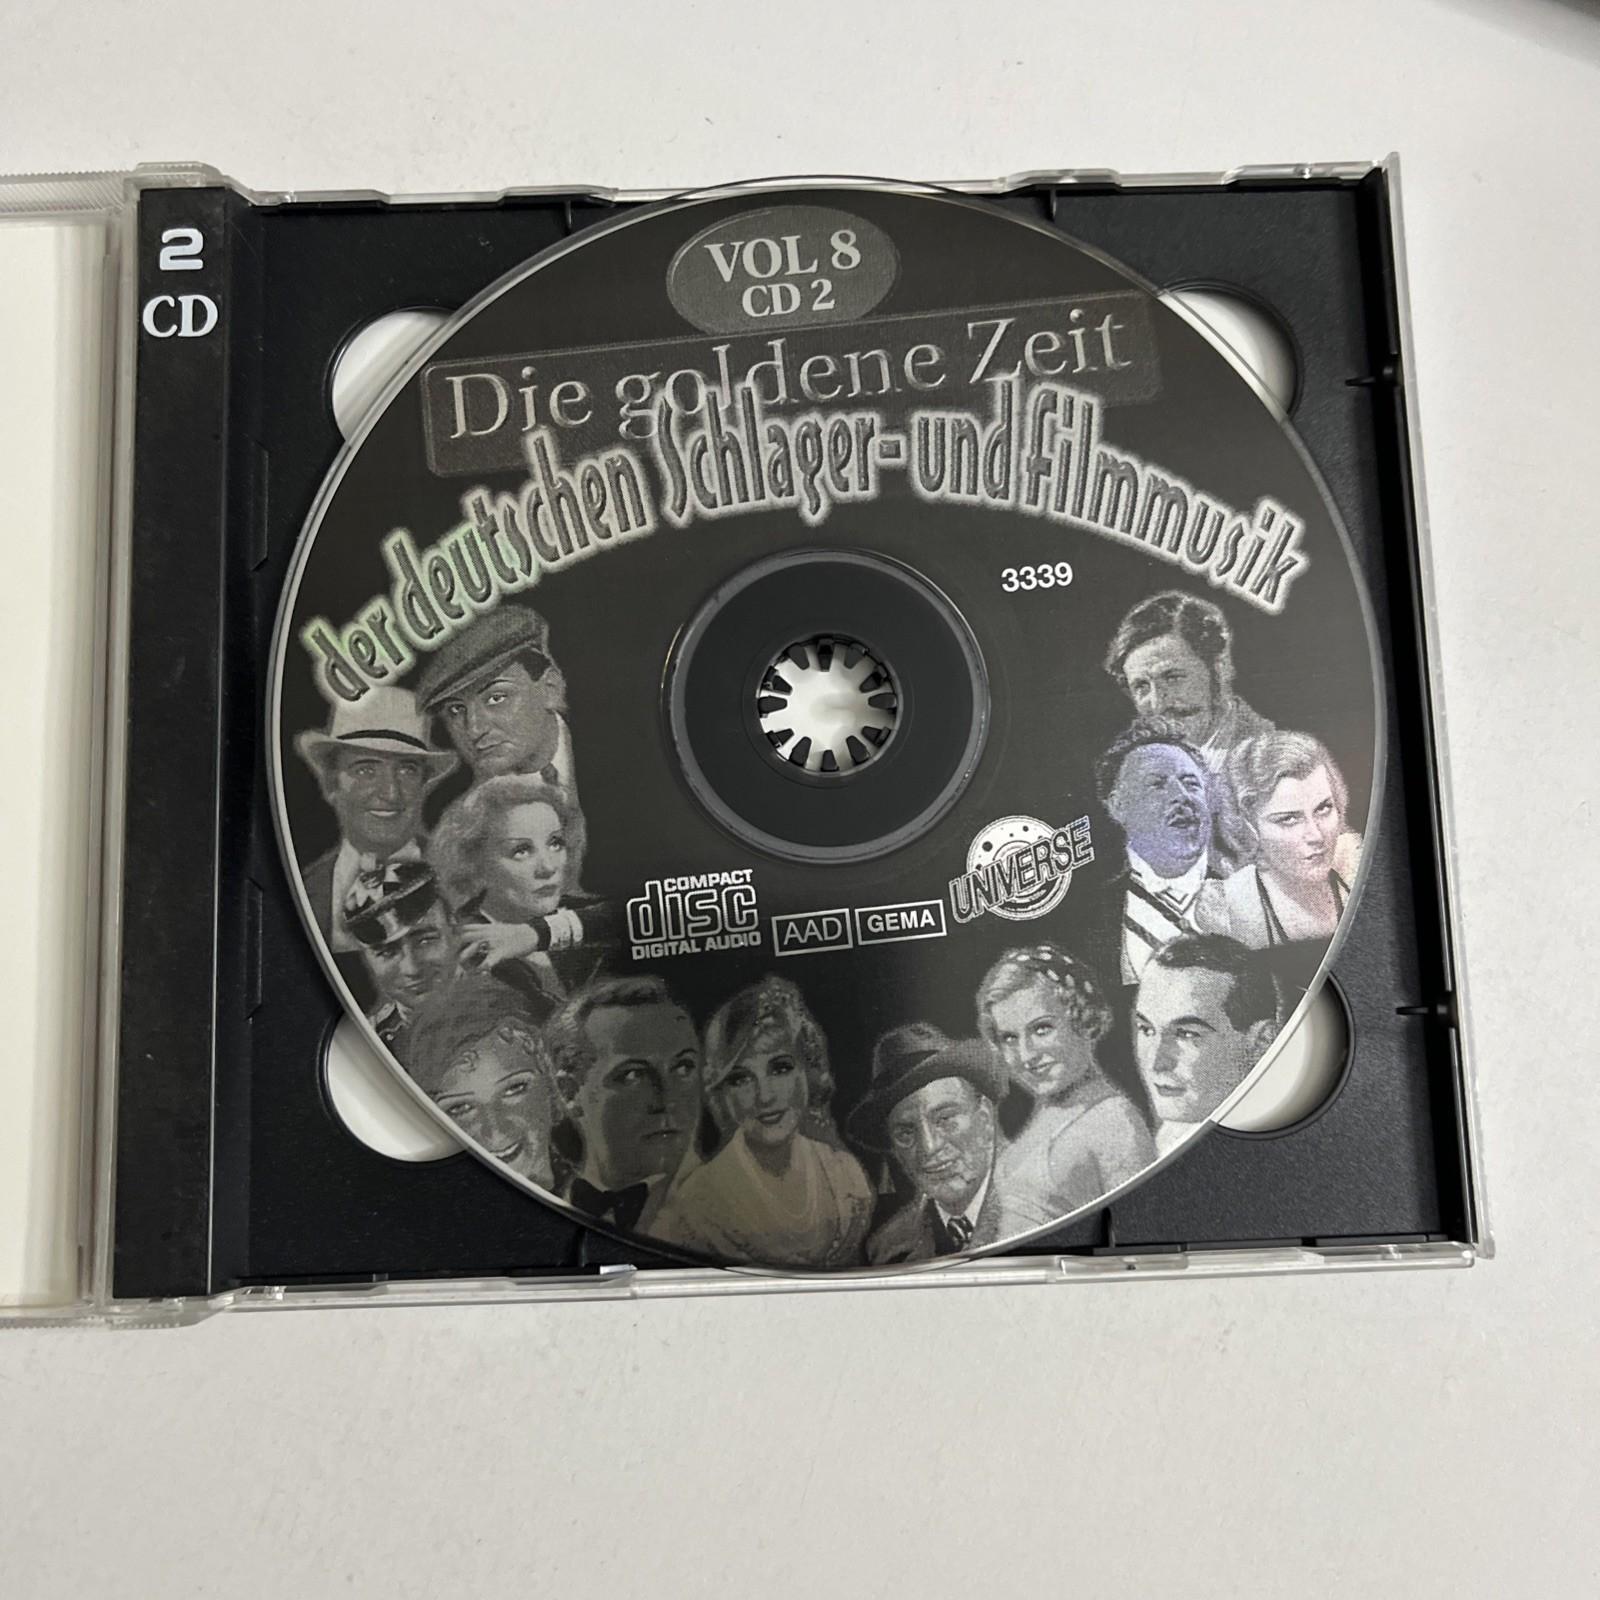 2
CD
VOL 8
CD 2
Die goldene Zeit
der deutschen Schlager- und Filmmusik
3339
COMPACT
disc
DIGITAL AUDIO
AAD
GEMA
UNIVERSE